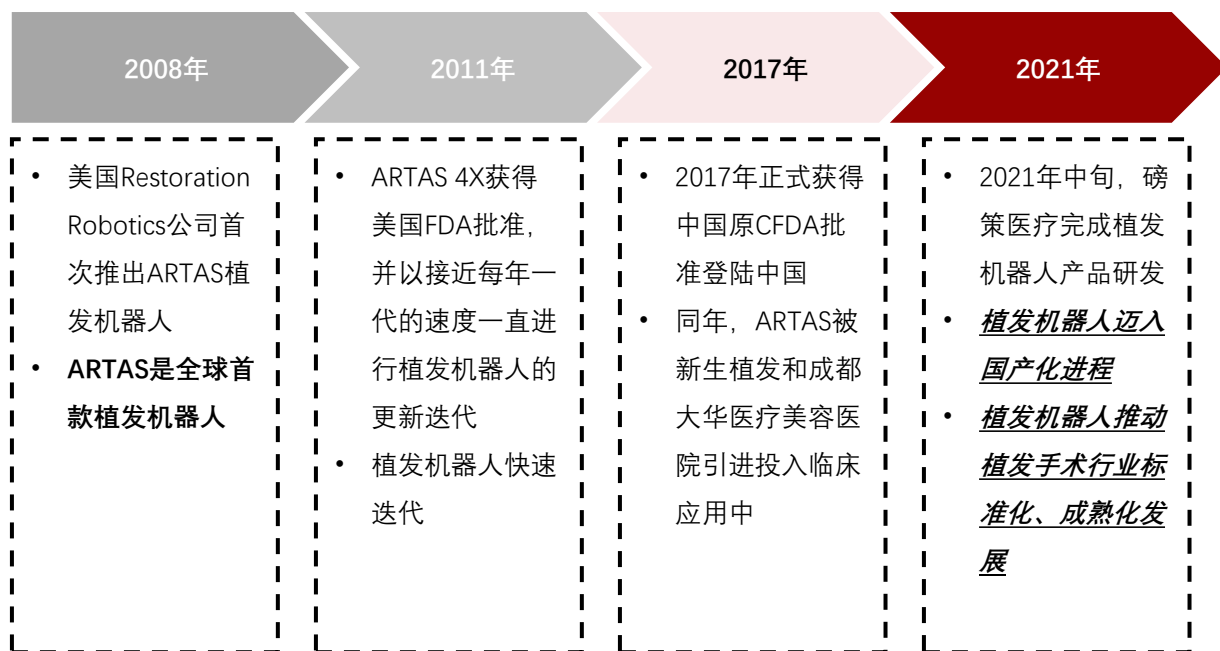 2008年
2011年
2017年
2021年
• 美国Restoration
Robotics公司首
次推出ARTAS植
发机器人
• ARTAS是全球首
款植发机器人
• ARTAS 4X获得
美国FDA批准,
并以接近每年一
代的速度一直进
行植发机器人的
更新迭代
• 植发机器人快速
迭代
• 2017年正式获得
中国原CFDA批
准登陆中国
• 同年，ARTAS被
新生植发和成都
大华医疗美容医
院引进投入临床
应用中
• 2021年中旬，磅
策医疗完成植发
机器人产品研发
• 植发机器人迈入
国产化进程
• 植发机器人推动
植发手术行业标
准化、成熟化发
展